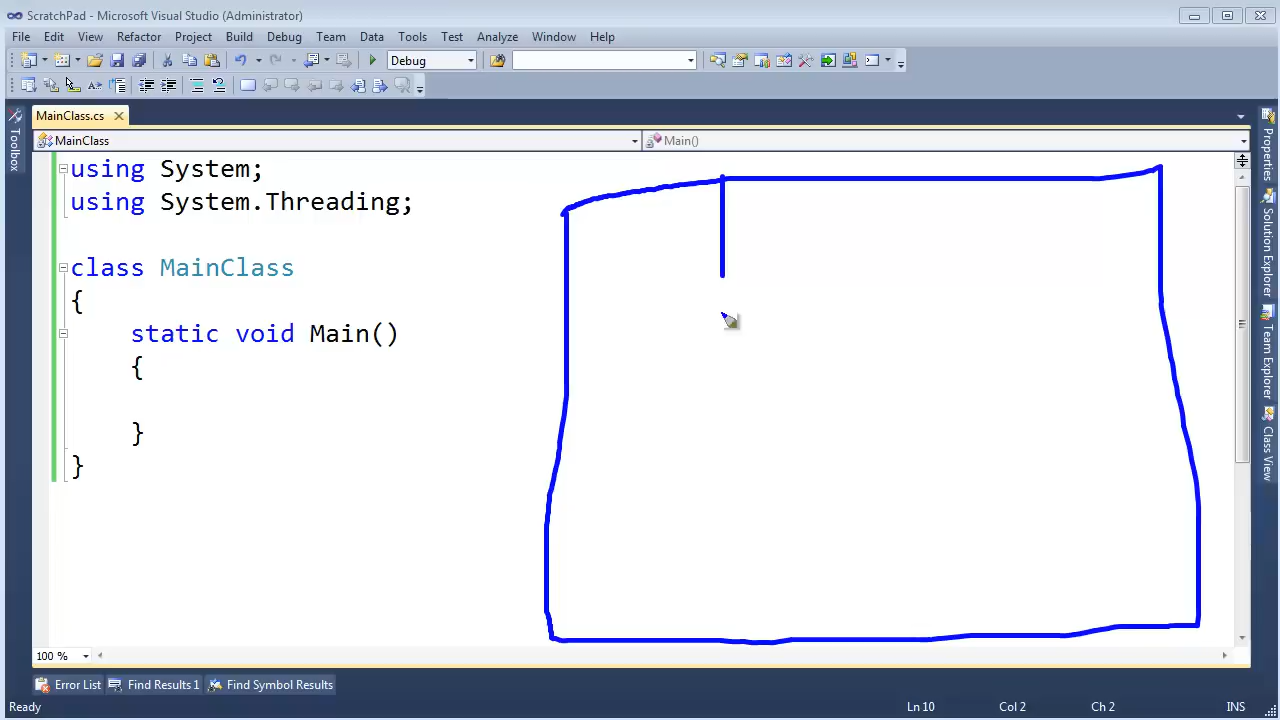 ScratchPad - Microsoft Visual Studio (Administrator)
File Edit View Refactor Project Build Debug Team Data Tools Test Analyze Window Help
Debug
MainClass.cs
MainClass Main()
using System;
using System.Threading;
class MainClass
{
static void Main()
{
}
}
100 %
Toolbox
Properties
Solution Explorer
Team Explorer
Class View
Error List Find Results 1 Find Symbol Results
Ready Ln 10 Col 2 Ch 2 INS